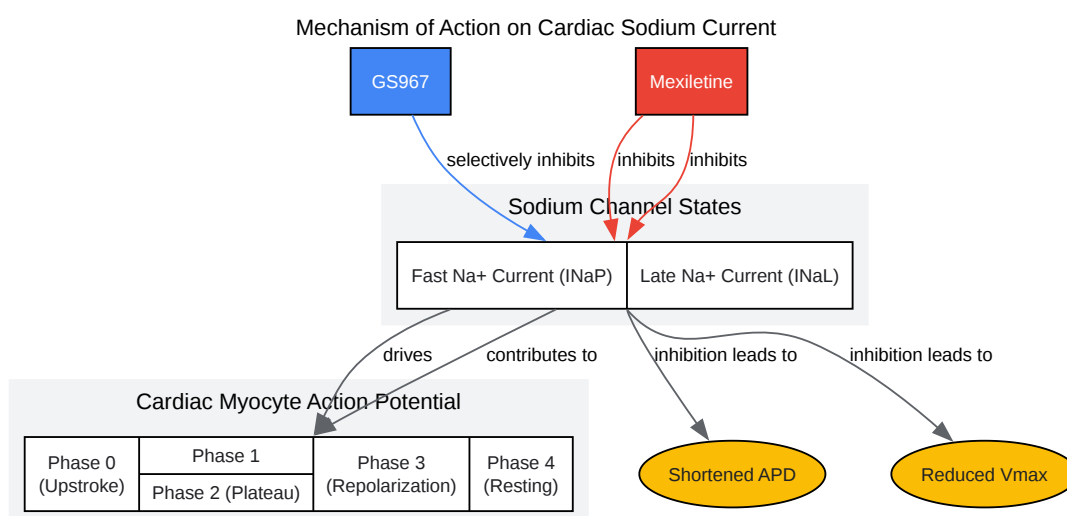 Mechanism of Action on Cardiac Sodium Current
GS967
Mexiletine
selectively inhibits
inhibits
inhibits
Sodium Channel States
Fast Na+ Current (INaP)
Late Na+ Current (INaL)
drives
contributes to
inhibition leads to
inhibition leads to
Cardiac Myocyte Action Potential
Phase 0
(Upstroke)
Phase 1
Phase 2 (Plateau)
Phase 3
(Repolarization)
Phase 4
(Resting)
Shortened APD
Reduced Vmax